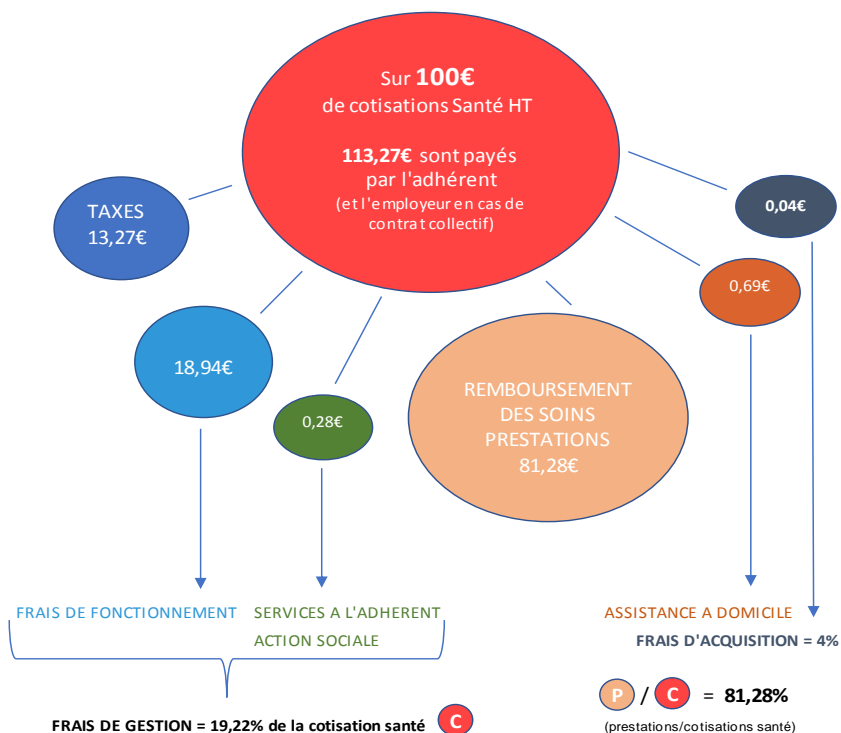 Sur 100€
de cotisations Santé HT
113,27€ sont payés
par l'adhérent
(et l'employeur en cas de
contrat collectif)
TAXES
13,27€
0,04€
0,69€
18,94€
0,28€
REMBOURSEMENT
DES SOINS
PRESTATIONS
81,28€
FRAIS DE FONCTIONNEMENT
SERVICES A L'ADHERENT
ACTION SOCIALE
ASSISTANCE A DOMICILE
FRAIS D'ACQUISITION = 4%
FRAIS DE GESTION = 19,22% de la cotisation santé C
P / C = 81,28%
(prestations/cotisations santé)